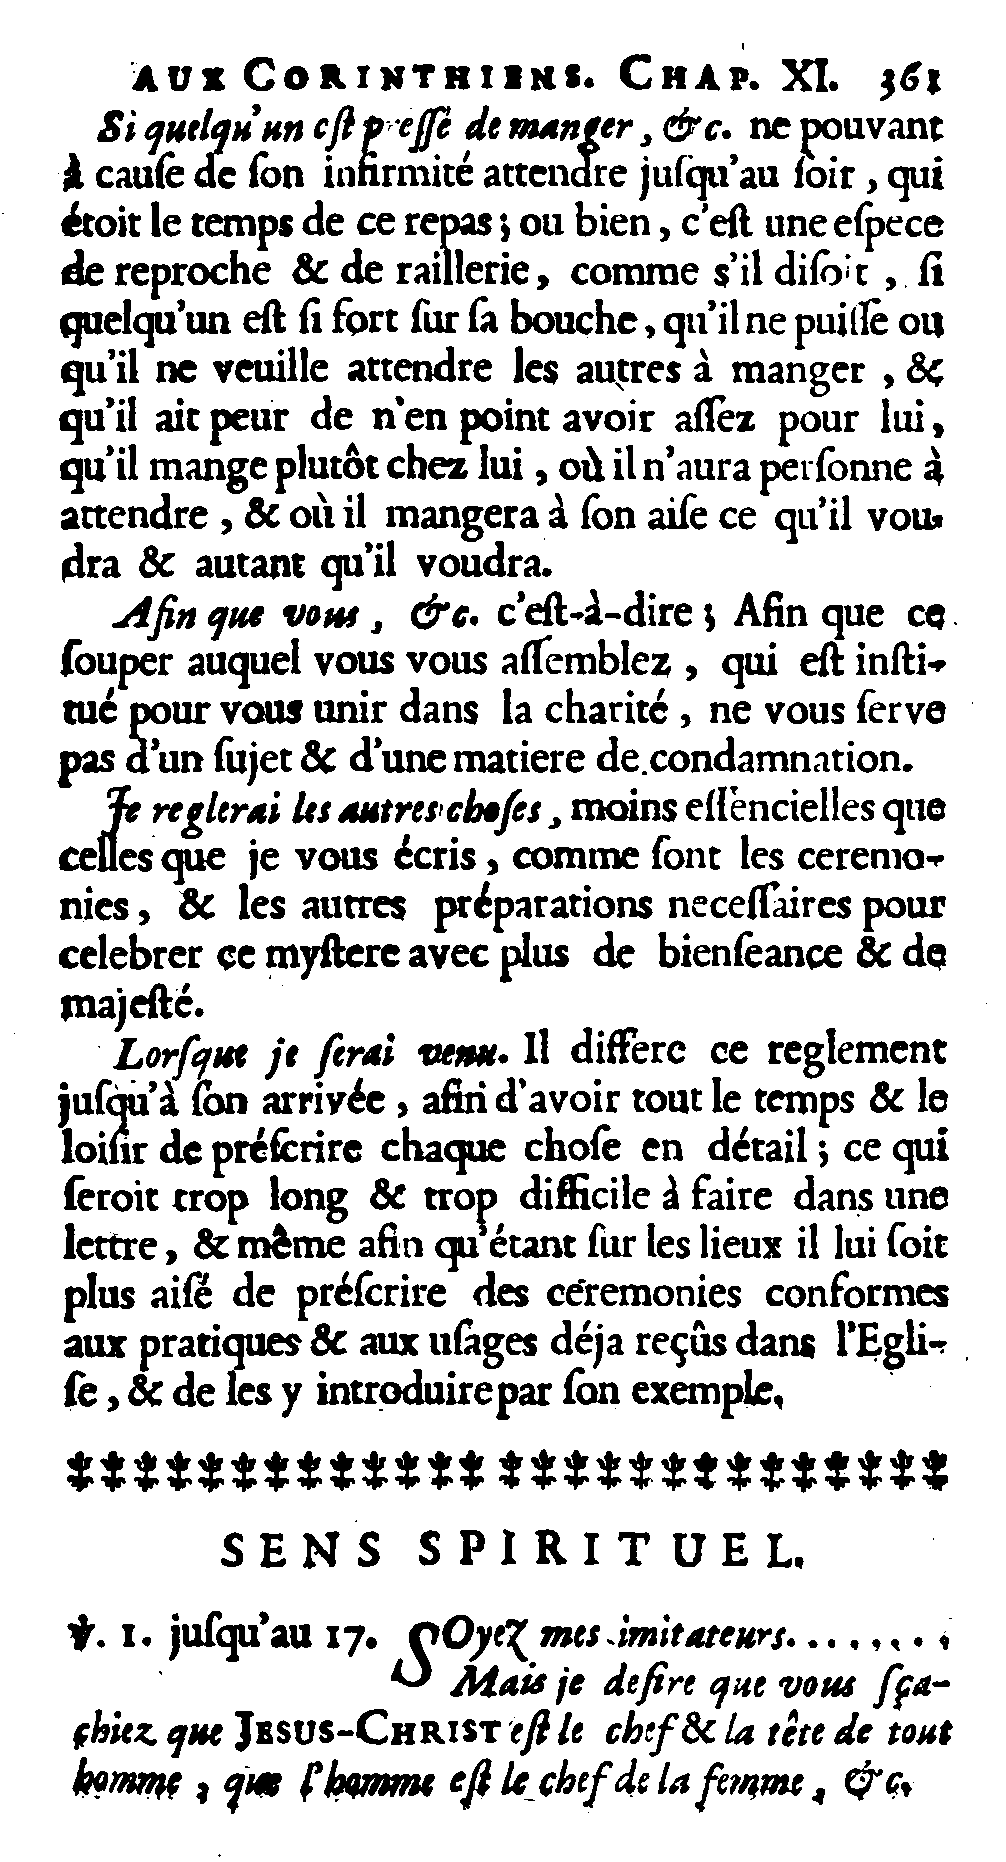 AUX CORINTHIENS. CHAP. XI. 361
Si quelqu'un eſt preſſé de manger, &c. ne pouvant
à cauſe de ſon infirmité attendre juſqu'au ſoir, qui
étoit le temps de ce repas; ou bien, c'eſt une eſpece
de reproche & de raillerie, comme s'il diſoit, ſi
quelqu'un eſt ſi fort ſur ſa bouche, qu'il ne puiſſe ou
qu'il ne veuille attendre les autres à manger, &
qu'il ait peur de n'en point avoir aſſez pour lui,
qu'il mange plutôt chez lui, où il n'aura perſonne à
attendre, & où il mangera à ſon aiſe ce qu'il vou-
dra & autant qu'il voudra.
Afin que vous, &c. c'eſt-à-dire; Afin que ce
ſouper auquel vous vous aſſemblez, qui eſt inſti-
tué pour vous unir dans la charité, ne vous ſerve
pas d'un ſujet & d'une matiere de condamnation.
Je reglerai les autres choſes, moins eſſencielles que
celles que je vous écris, comme ſont les ceremo-
nies, & les autres préparations neceſſaires pour
celebrer ce myſtere avec plus de bienſeance & de
majeſté.
Lorſque je ſerai venu. Il differe ce reglement
juſqu'à ſon arrivée, afin d'avoir tout le temps & le
loiſir de préſcrire chaque choſe en détail; ce qui
ſeroit trop long & trop difficile à faire dans une
lettre, & même afin qu'étant ſur les lieux il lui ſoit
plus aiſé de préſcrire des céremonies conformes
aux pratiques & aux uſages déja reçûs dans l'Egli-
ſe, & de les y introduire par ſon exemple.
SENS SPIRITUEL.
℣. 1. juſqu'au 17. SOyez mes imitateurs........
Mais je deſire que vous ſça-
chiez que JESUS-CHRIST eſt le chef & la tête de tout
homme, que l'homme eſt le chef de la femme, &c.